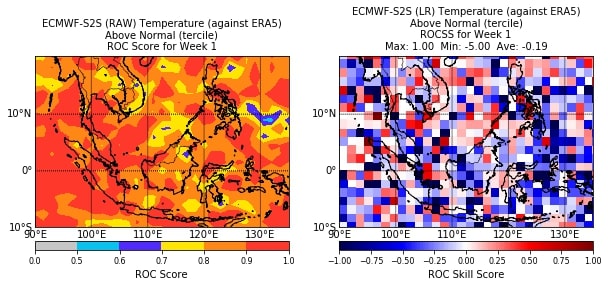 ECMWF-S2S (RAW) Temperature (against ERA5)
Above Normal (tercile)
ROC Score for Week 1
10°N
0°
10°S
90°E 100°E 110°E 120°E 130°E
0.0 0.5 0.6 0.7 0.8 0.9 1.0
ROC Score
ECMWF-S2S (LR) Temperature (against ERA5)
Above Normal (tercile)
ROCSS for Week 1
Max: 1.00 Min: -5.00 Ave: -0.19
10°N
0°
10°S
90°E 100°E 110°E 120°E 130°E
−1.00 −0.75 −0.50 −0.25 0.00 0.25 0.50 0.75 1.00
ROC Skill Score